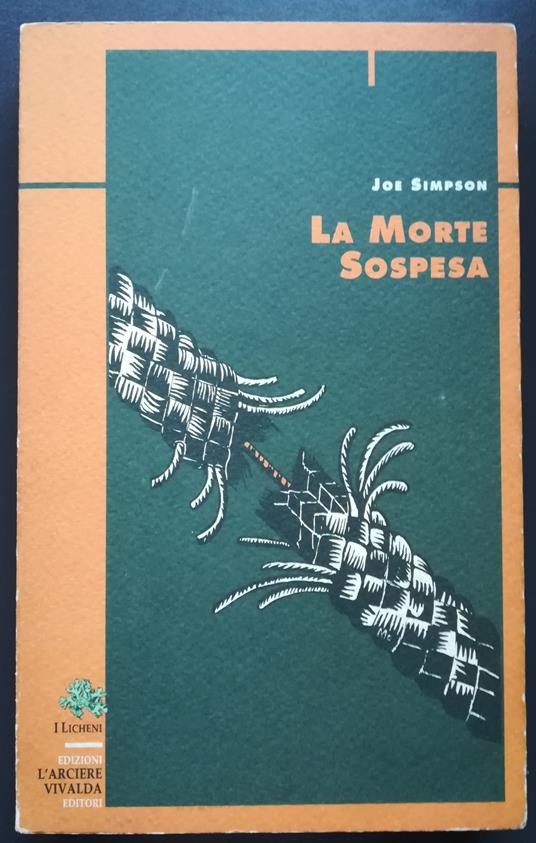 JOE SIMPSON
LA MORTE
SOSPESA
I LICHENI
EDIZIONI
L'ARCIERE
VIVALDA
EDITORI